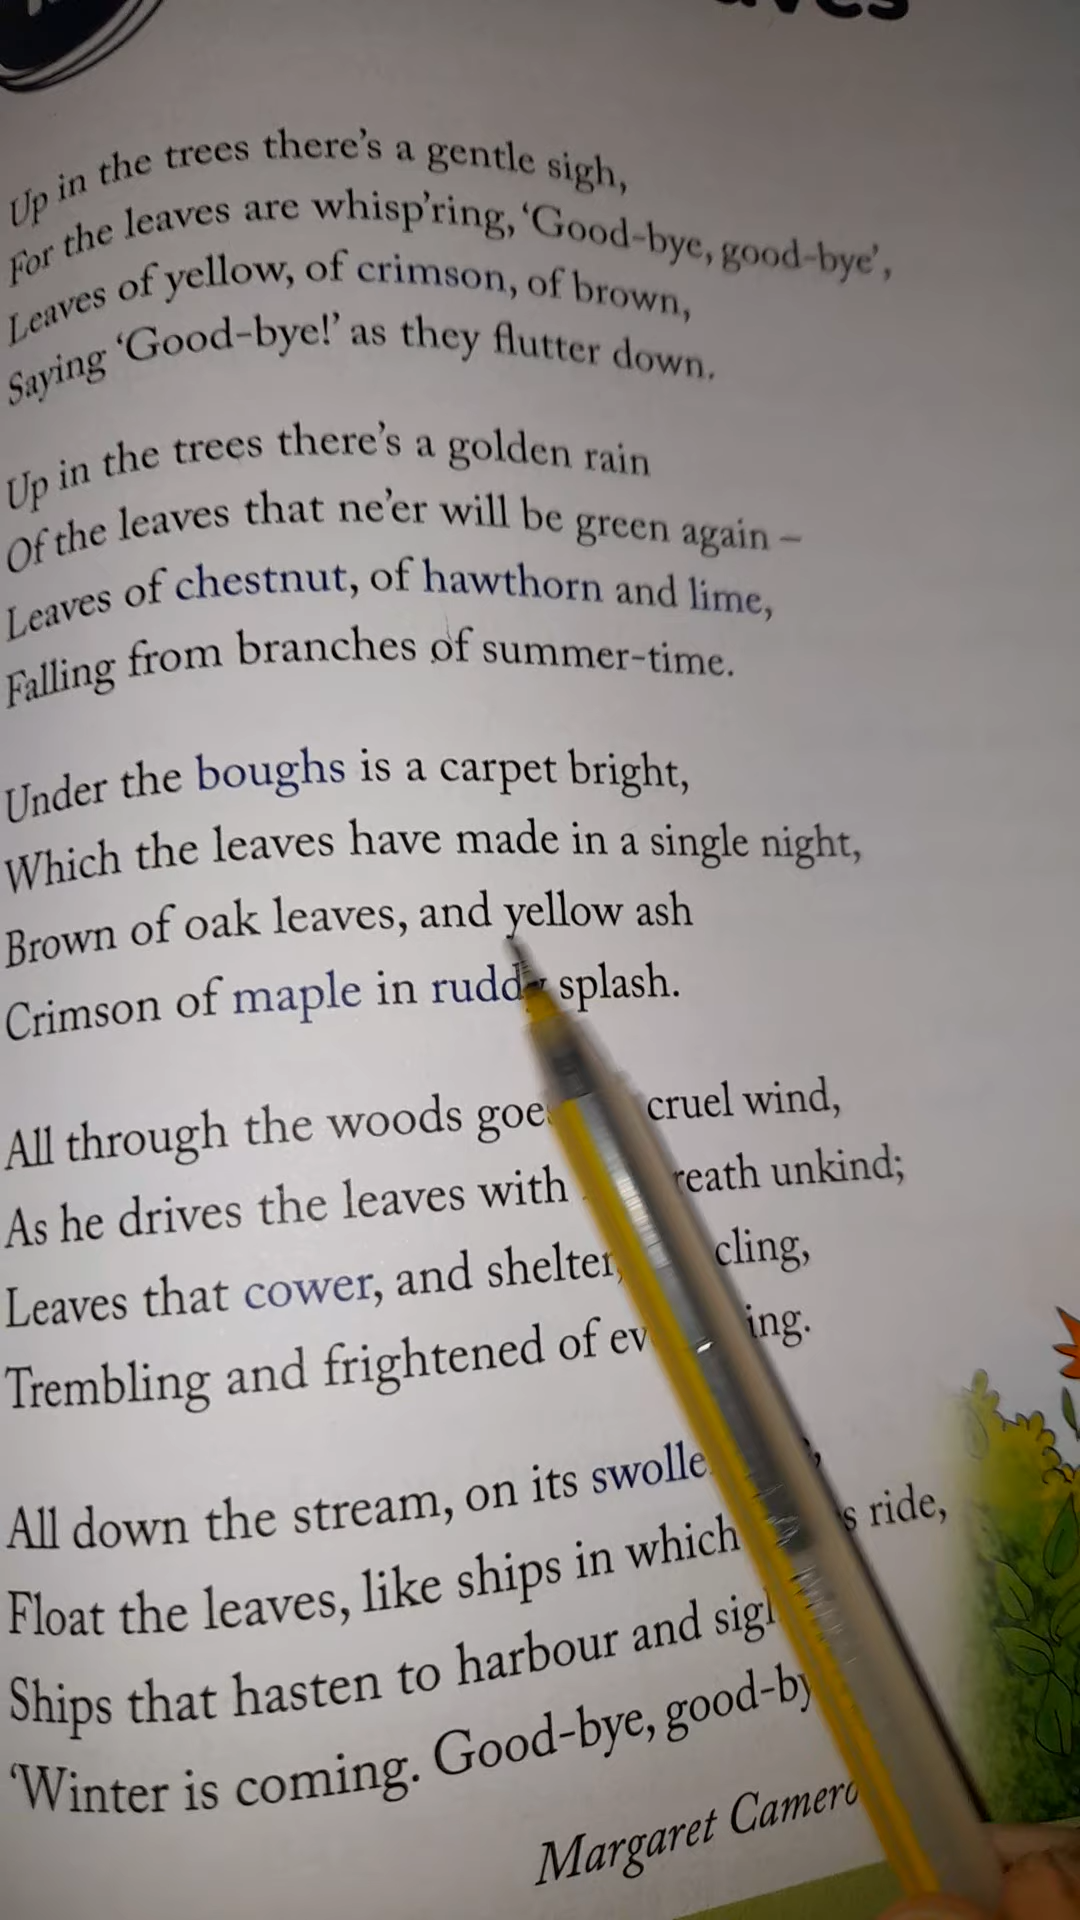 Up in the trees there's a gentle sigh,
For the leaves are whisp'ring, 'Good-bye, good-bye',
Leaves of yellow, of crimson, of brown,
Saying 'Good-bye!' as they flutter down.
Up in the trees there's a golden rain
Of the leaves that ne'er will be green again –
Leaves of chestnut, of hawthorn and lime,
Falling from branches of summer-time.
Under the boughs is a carpet bright,
Which the leaves have made in a single night,
Brown of oak leaves, and yellow ash
Crimson of maple in ruddy splash.
All through the woods goes cruel wind,
As he drives the leaves with breath unkind;
Leaves that cower, and shelter, cling,
Trembling and frightened of
All down the stream, on its swollen
Float the leaves, like ships in which ride,
Ships that hasten to harbour and
'Winter is coming. Good-bye, good-bye
Margaret Cameron